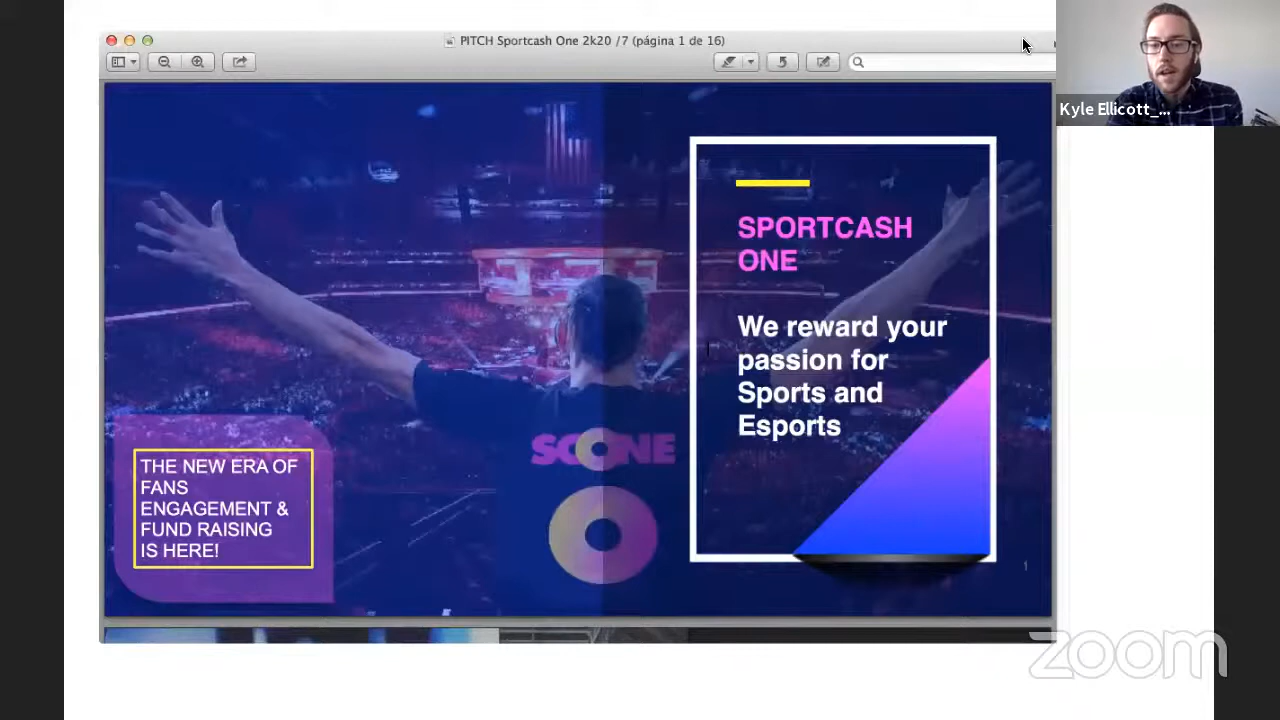 PITCH Sportcash One 2k20 /7 (página 1 de 16)
Kyle Ellicott_...
SPORTCASH
ONE
We reward your
passion for
Sports and
Esports
SCONE
THE NEW ERA OF
FANS
ENGAGEMENT &
FUND RAISING
IS HERE!
1
zoom